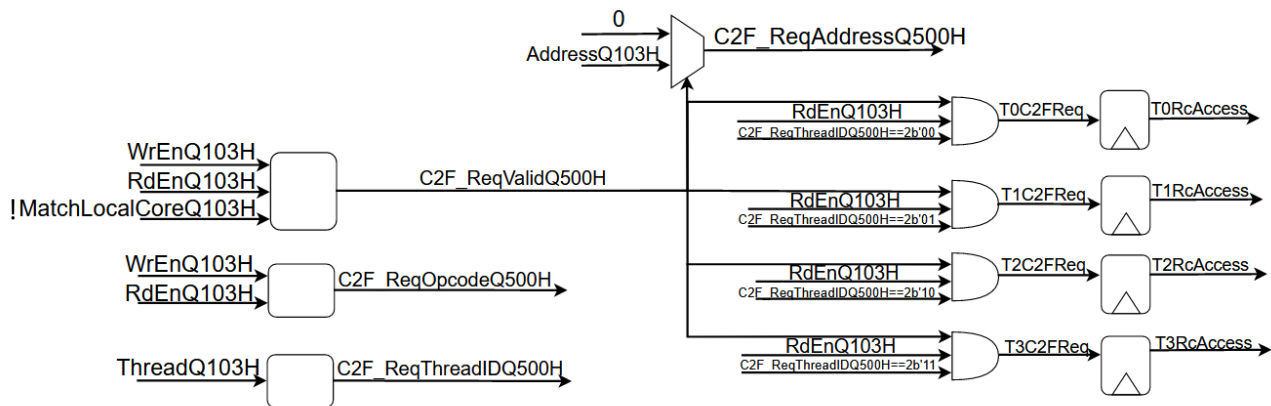 0
C2F_ReqAddressQ500H
AddressQ103H
RdEnQ103H
C2F_ReqThreadIDQ500H==2b'00
T0C2FReq
T0RcAccess
WrEnQ103H
RdEnQ103H
!MatchLocalCoreQ103H
C2F_ReqValidQ500H
RdEnQ103H
C2F_ReqThreadIDQ500H==2b'01
T1C2FReq
T1RcAccess
WrEnQ103H
RdEnQ103H
C2F_ReqOpcodeQ500H
RdEnQ103H
C2F_ReqThreadIDQ500H==2b'10
T2C2FReq
T2RcAccess
ThreadQ103H
C2F_ReqThreadIDQ500H
RdEnQ103H
C2F_ReqThreadIDQ500H==2b'11
T3C2FReq
T3RcAccess